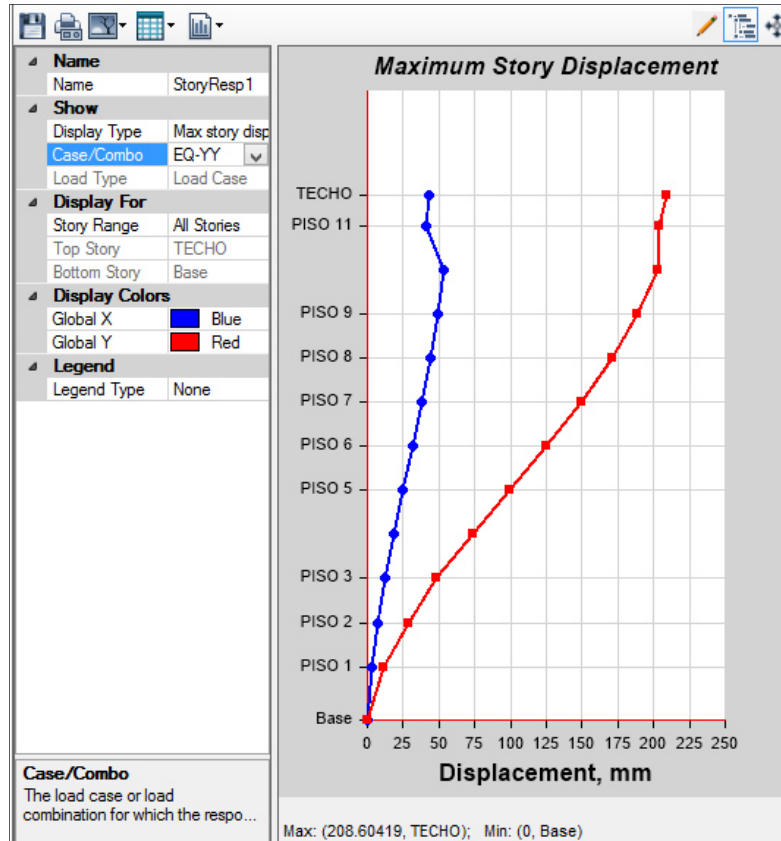 Name
Name StoryResp1
Show
Display Type Max story disp
Case/Combo EQ-YY
Load Type Load Case
Display For
Story Range All Stories
Top Story TECHO
Bottom Story Base
Display Colors
Global X Blue
Global Y Red
Legend
Legend Type None
Case/Combo
The load case or load
combination for which the respo...
Maximum Story Displacement
TECHO
PISO 11
PISO 9
PISO 8
PISO 7
PISO 6
PISO 5
PISO 3
PISO 2
PISO 1
Base
0 25 50 75 100 125 150 175 200 225 250
Displacement, mm
Max: (208.60419, TECHO); Min: (0, Base)